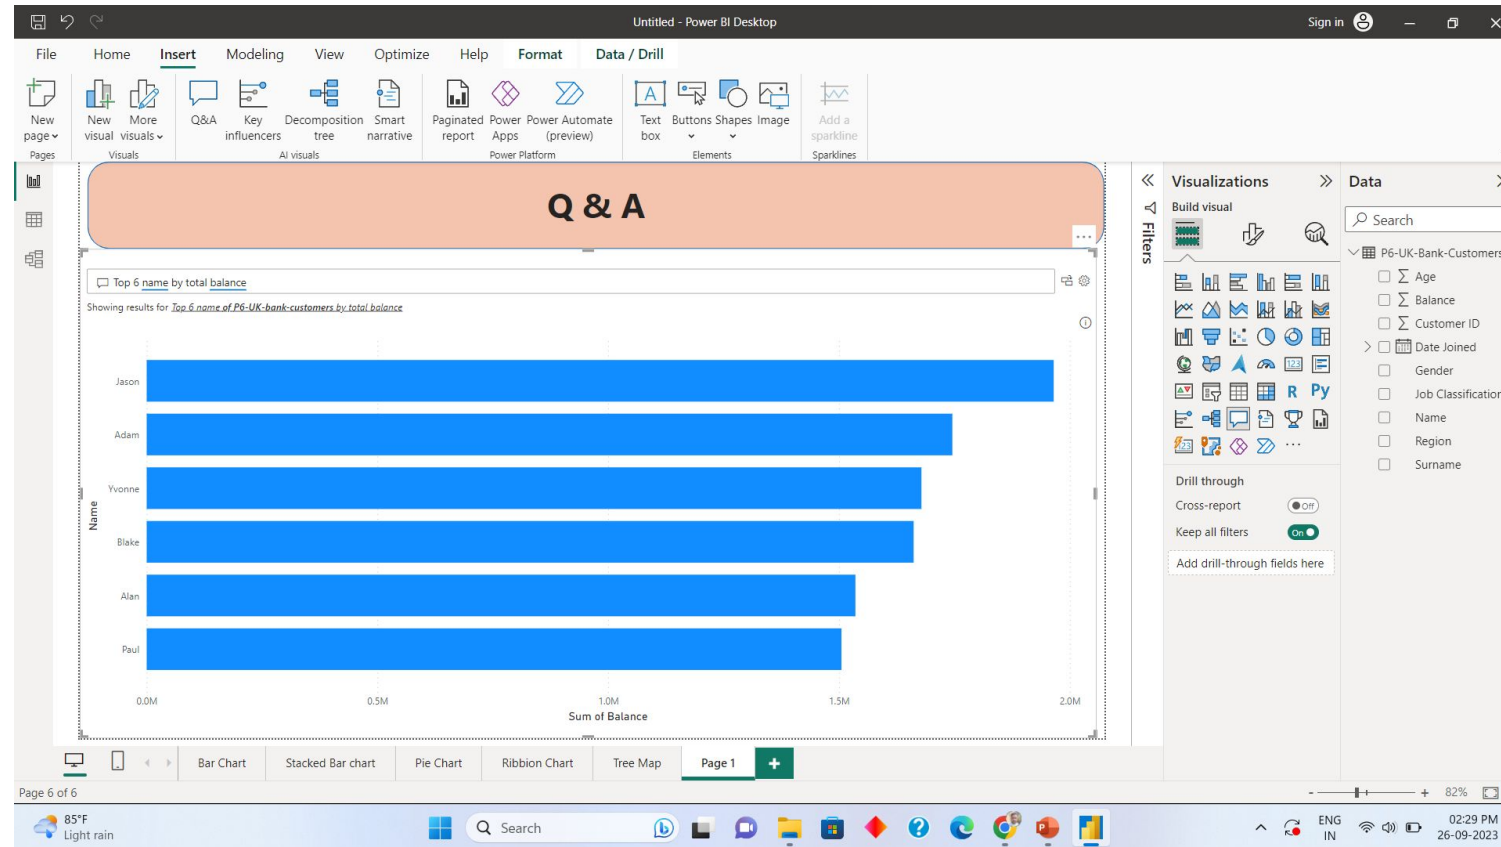 Untitled - Power BI Desktop
Sign in
File Home Insert Modeling View Optimize Help Format Data / Drill
New page
New visual
More visuals
Q&A
Key influencers
Decomposition tree
Smart narrative
Paginated report
Power Apps
Power Automate (preview)
Text box
Buttons
Shapes
Image
Add a sparkline
Pages Visuals AI visuals Power Platform Elements Sparklines
Q & A
Top 6 name by total balance
Showing results for Top 6 name of P6-UK-bank-customers by total balance
Jason
Adam
Yvonne
Blake
Alan
Paul
Name
0.0M 0.5M 1.0M 1.5M 2.0M
Sum of Balance
Filters
Visualizations
Build visual
123
R Py
123
Drill through
Cross-report Off
Keep all filters On
Add drill-through fields here
Data
Search
P6-UK-Bank-Customers
Age
Balance
Customer ID
Date Joined
Gender
Job Classification
Name
Region
Surname
Bar Chart Stacked Bar chart Pie Chart Ribbion Chart Tree Map Page 1 +
Page 6 of 6
- + 82%
85°F
Light rain
Search
ENG
IN
02:29 PM
26-09-2023